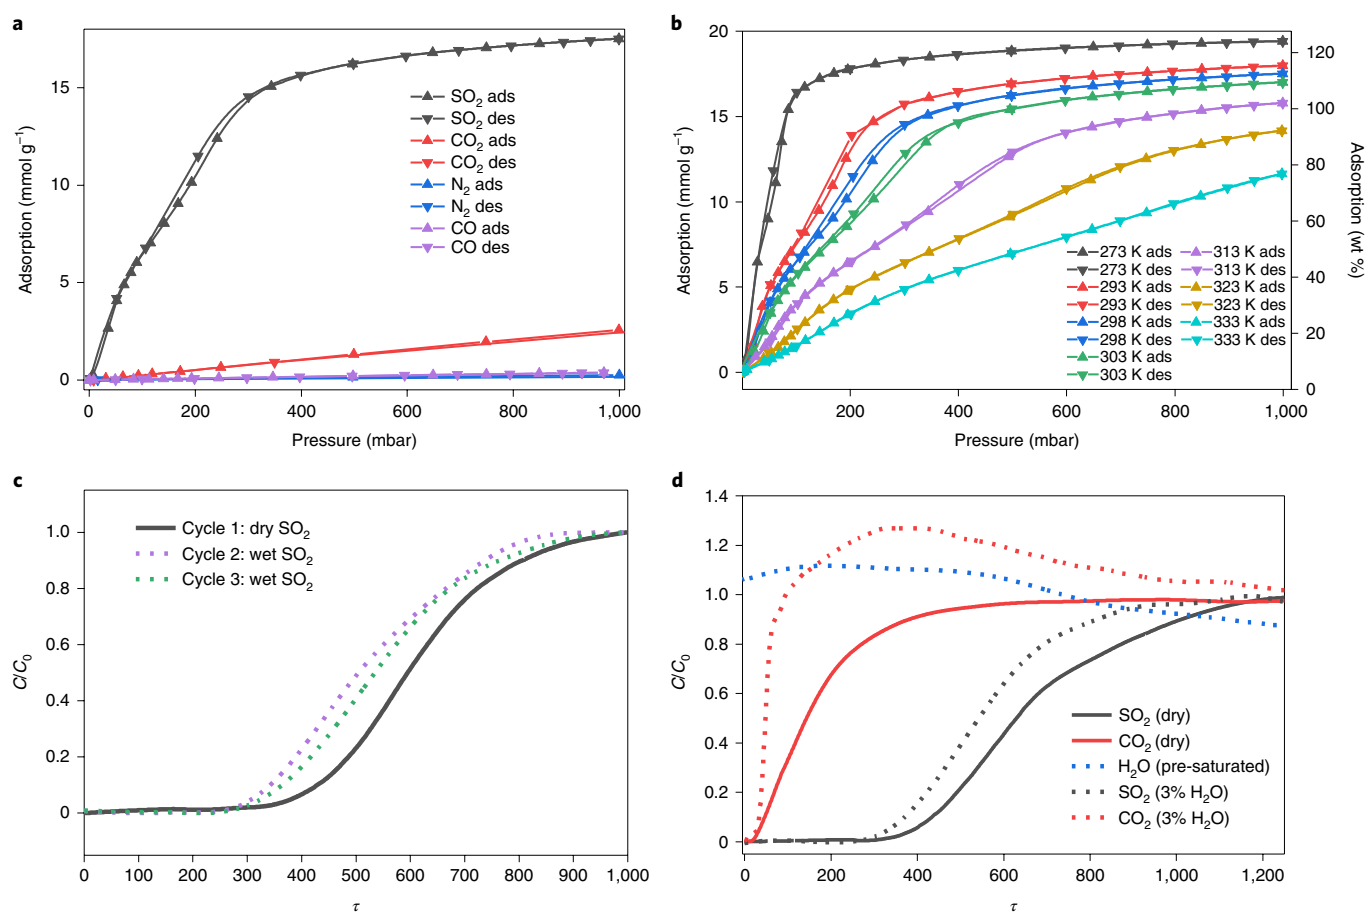 a
Adsorption (mmol g⁻¹)
15
10
5
0
0 200 400 600 800 1,000
Pressure (mbar)
SO₂ ads
SO₂ des
CO₂ ads
CO₂ des
N₂ ads
N₂ des
CO ads
CO des
b
Adsorption (mmol g⁻¹)
20
15
10
5
0
200 400 600 800 1,000
Pressure (mbar)
120
100
80
60
40
20
0
Adsorption (wt %)
273 K ads
273 K des
293 K ads
293 K des
298 K ads
298 K des
303 K ads
303 K des
313 K ads
313 K des
323 K ads
323 K des
333 K ads
333 K des
c
C/C₀
1.0
0.8
0.6
0.4
0.2
0
0 100 200 300 400 500 600 700 800 900 1,000
τ
Cycle 1: dry SO₂
Cycle 2: wet SO₂
Cycle 3: wet SO₂
d
C/C₀
1.4
1.2
1.0
0.8
0.6
0.4
0.2
0
0 200 400 600 800 1,000 1,200
τ
SO₂ (dry)
CO₂ (dry)
H₂O (pre-saturated)
SO₂ (3% H₂O)
CO₂ (3% H₂O)